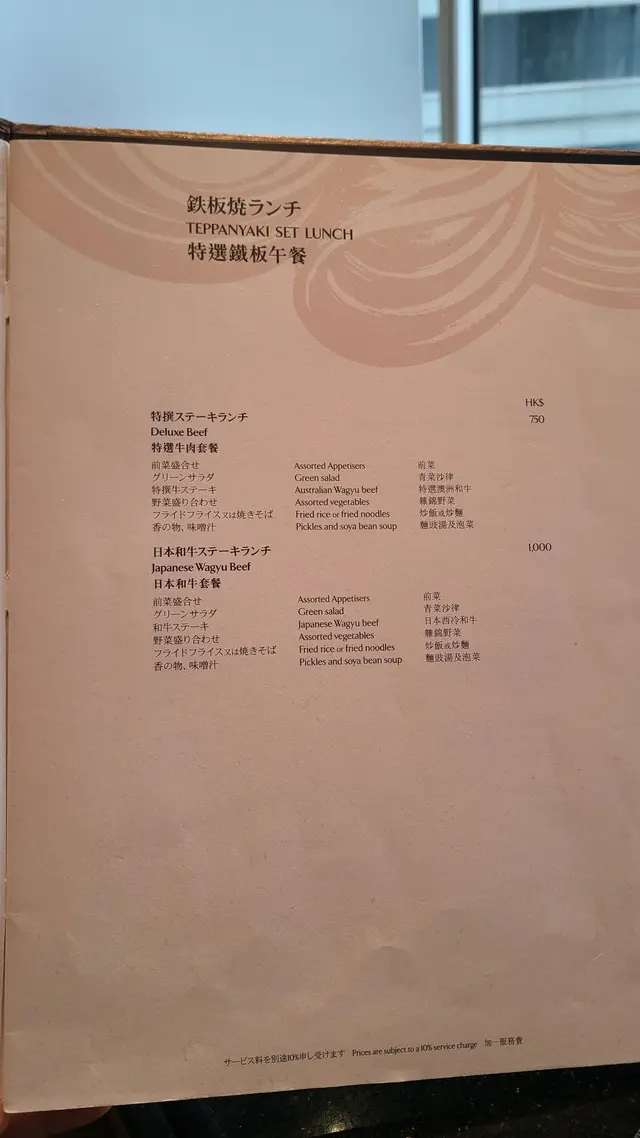 鉄板焼ランチ
TEPPANYAKI SET LUNCH
特選鐵板午餐
HK$
特撰ステーキランチ 750
Deluxe Beef
特選牛肉套餐
前菜盛合せ Assorted Appetisers 前菜
グリーンサラダ Green salad 青菜沙律
特撰牛ステーキ Australian Wagyu beef 特選澳洲和牛
野菜盛り合わせ Assorted vegetables 雜錦野菜
フライドフライス又は焼きそば Fried rice or fried noodles 炒飯或炒麵
香の物、味噌汁 Pickles and soya bean soup 麵豉湯及泡菜
日本和牛ステーキランチ 1,000
Japanese Wagyu Beef
日本和牛套餐
前菜盛合せ Assorted Appetisers 前菜
グリーンサラダ Green salad 青菜沙律
和牛ステーキ Japanese Wagyu beef 日本西冷和牛
野菜盛り合わせ Assorted vegetables 雜錦野菜
フライドフライス又は焼きそば Fried rice or fried noodles 炒飯或炒麵
香の物、味噌汁 Pickles and soya bean soup 麵豉湯及泡菜
サービス料を別途10%申し受けます Prices are subject to a 10% service charge 加一服務費